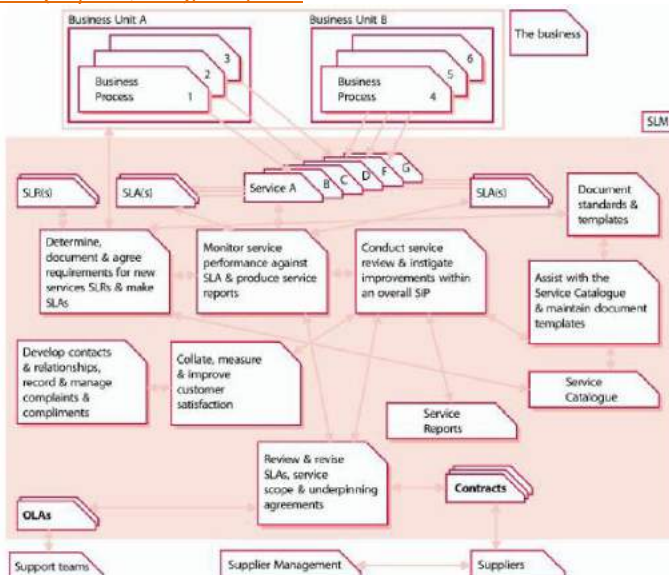 Business Unit A
Business Unit B
The business
3
2
Business
Process 1
6
5
Business
Process 4
SLM
SLR(s)
SLA(s)
Service A
B
C
D
F
G
SLA(s)
Document
standards &
templates
Determine,
document & agree
requirements for new
services SLRs & make
SLAs
Monitor service
performance against
SLA & produce service
reports
Conduct service
review & instigate
improvements within
an overall SIP
Assist with the
Service Catalogue
& maintain document
templates
Develop contacts
& relationships,
record & manage
complaints &
compliments
Collate, measure
& improve
customer
satisfaction
Service
Catalogue
Service
Reports
Review & revise
SLAs, service
scope & underpinning
agreements
Contracts
OLAs
Support teams
Supplier Management
Suppliers